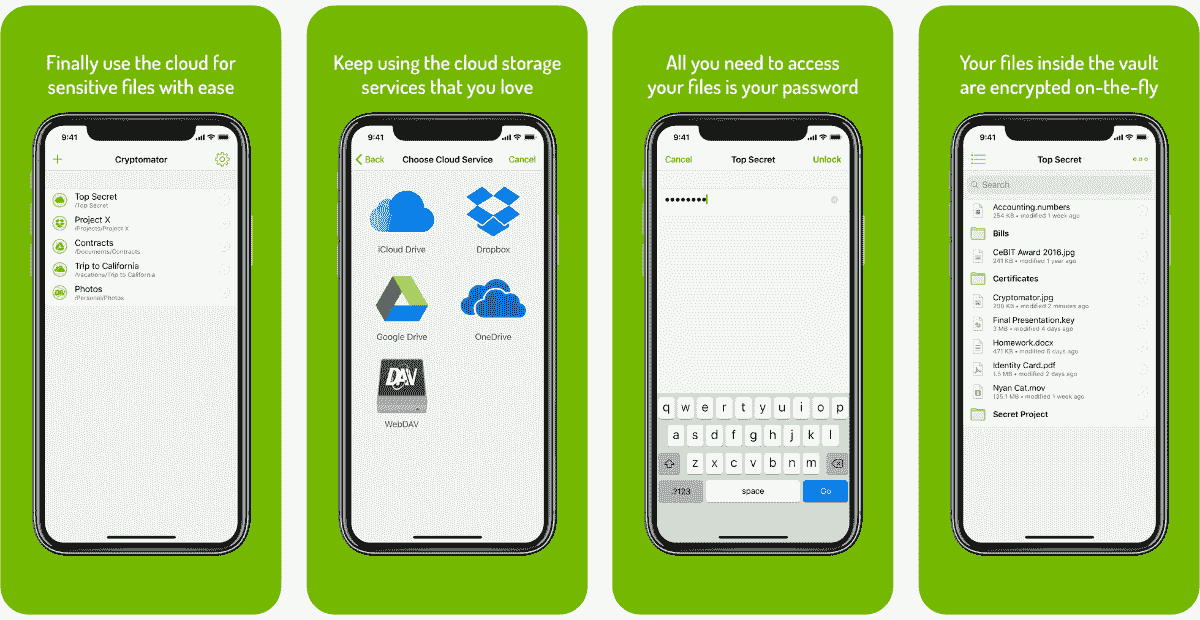 Finally use the cloud for
sensitive files with ease
9:41
Cryptomator
Top Secret
/Top Secret
Project X
/Projects/Project X
Contracts
/Documents/Contracts
Trip to California
/Vacations/Trip to California
DAV
Photos
/Personal/Photos
Keep using the cloud storage
services that you love
9:41
Back Choose Cloud Service Cancel
iCloud Drive Dropbox
Google Drive OneDrive
DAV
WebDAV
All you need to access
your files is your password
9:41
Cancel Top Secret Unlock
q w e r t y u i o p
a s d f g h j k l
z x c v b n m
.?123 space Go
Your files inside the vault
are encrypted on-the-fly
9:41
Top Secret
Search
Accounting.numbers
254 KB • modified 1 week ago
Bills
CeBIT Award 2016.jpg
241 KB • modified 1 year ago
Certificates
Cryptomator.jpg
200 KB • modified 2 minutes ago
Final Presentation.key
3 MB • modified 4 days ago
Homework.docx
471 KB • modified 6 days ago
Identity Card.pdf
1.5 MB • modified 2 days ago
Nyan Cat.mov
125.1 MB • modified 1 week ago
Secret Project